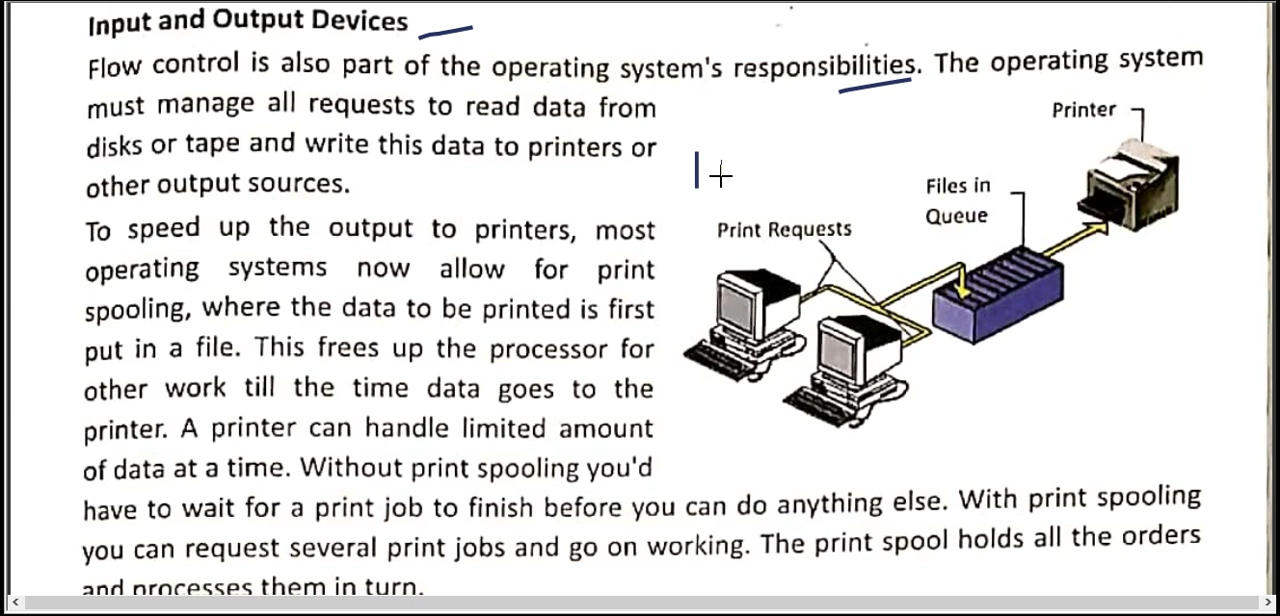 Input and Output Devices
Flow control is also part of the operating system's responsibilities. The operating system
must manage all requests to read data from
disks or tape and write this data to printers or
other output sources.
To speed up the output to printers, most
operating systems now allow for print
spooling, where the data to be printed is first
put in a file. This frees up the processor for
other work till the time data goes to the
printer. A printer can handle limited amount
of data at a time. Without print spooling you'd
have to wait for a print job to finish before you can do anything else. With print spooling
you can request several print jobs and go on working. The print spool holds all the orders
and processes them in turn.
Printer
Files in
Queue
Print Requests